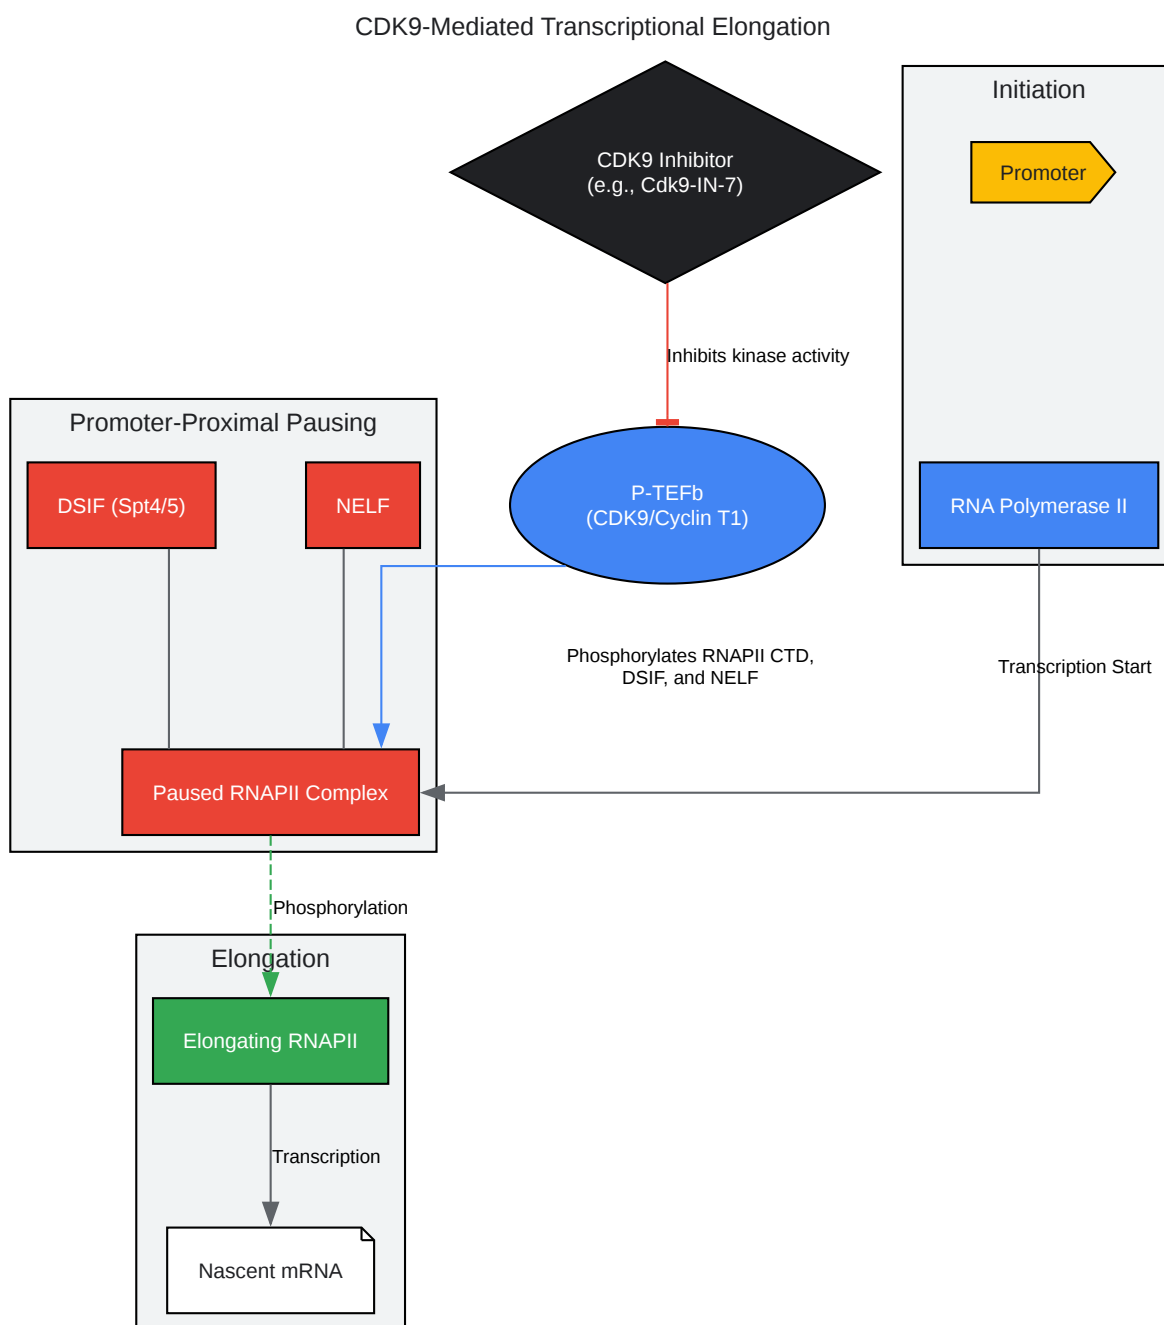 CDK9-Mediated Transcriptional Elongation
Initiation
CDK9 Inhibitor
(e.g., Cdk9-IN-7)
Promoter
Inhibits kinase activity
Promoter-Proximal Pausing
DSIF (Spt4/5)
NELF
P-TEFb
(CDK9/Cyclin T1)
RNA Polymerase II
Phosphorylates RNAPII CTD,
DSIF, and NELF
Transcription Start
Paused RNAPII Complex
Phosphorylation
Elongation
Elongating RNAPII
Transcription
Nascent mRNA